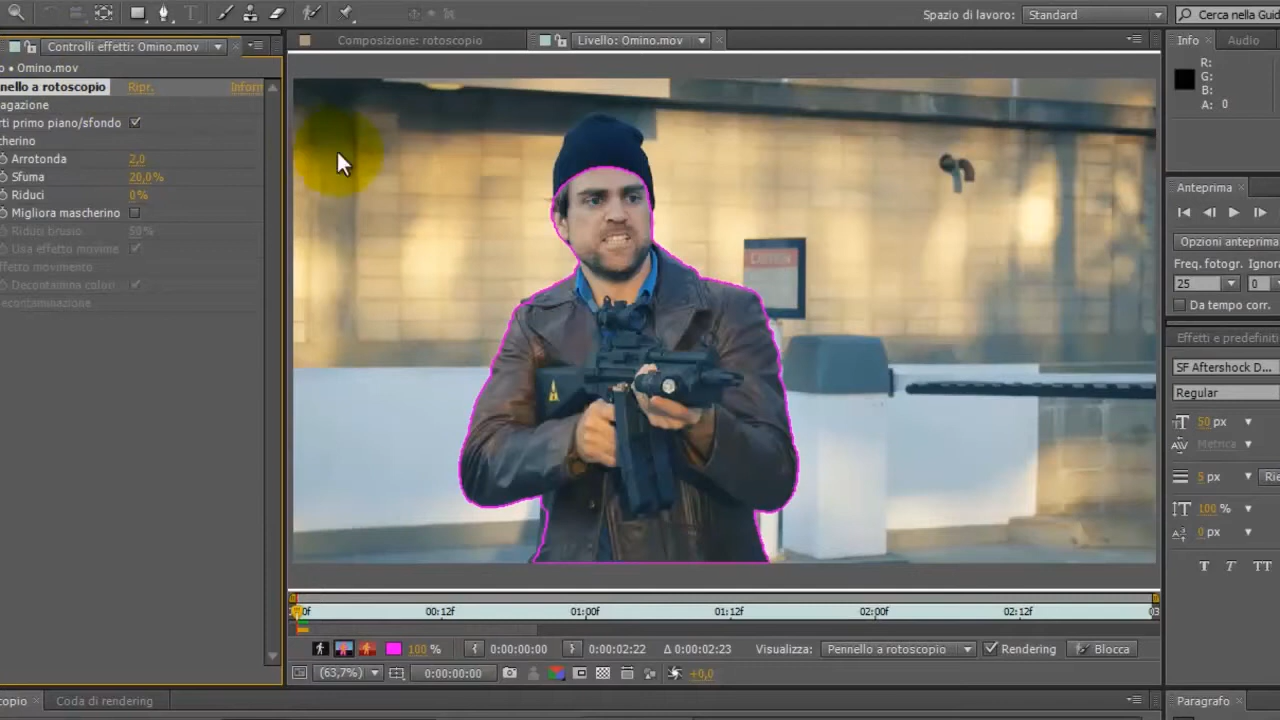 Spazio di lavoro: Standard
Cerca nella Guid
Controlli effetti: Omino.mov
Composizione: rotoscopio
Livello: Omino.mov
Info
Audio
o • Omino.mov
nello a rotoscopio Ripr. Inform
agazione
rti primo piano/sfondo
cherino
Arrotonda 2,0
Sfuma 20,0%
Riduci 0%
Migliora mascherino
Riduci brusio 50%
Usa effetto movime
ffetto movimento
Decontamina colori
econtaminazione
R:
G:
B:
A: 0
Anteprima
Opzioni anteprima
Freq. fotogr. Ignora
25 0
Da tempo corr.
Effetti e predefiniti
SF Aftershock D...
Regular
50 px
Metrica
5 px Rie
100 %
0 px
T T TT
0f 00:12f 01:00f 01:12f 02:00f 02:12f 03
100 % 0:00:00:00 0:00:02:22 Δ 0:00:02:23 Visualizza: Pennello a rotoscopio Rendering Blocca
(63,7%) 0:00:00:00 +0,0
copio
Coda di rendering
Paragrafo